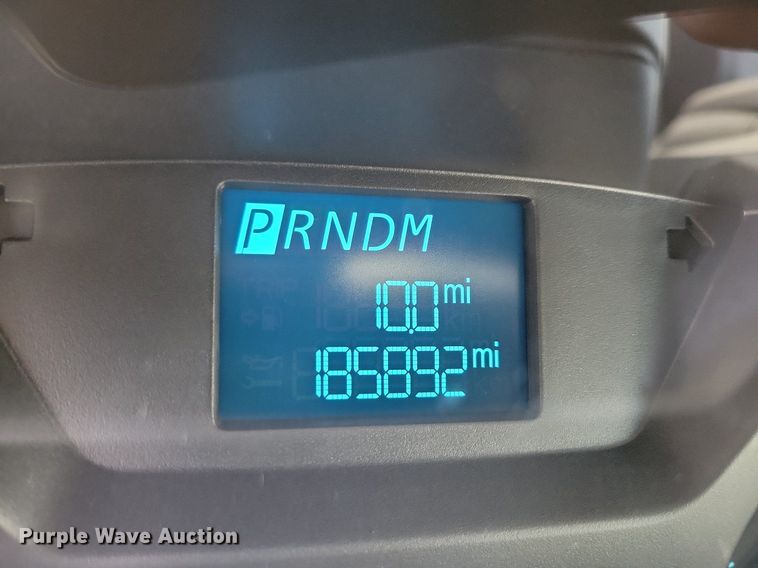 PRNDM
10.0 mi
185892 mi
Purple Wave Auction